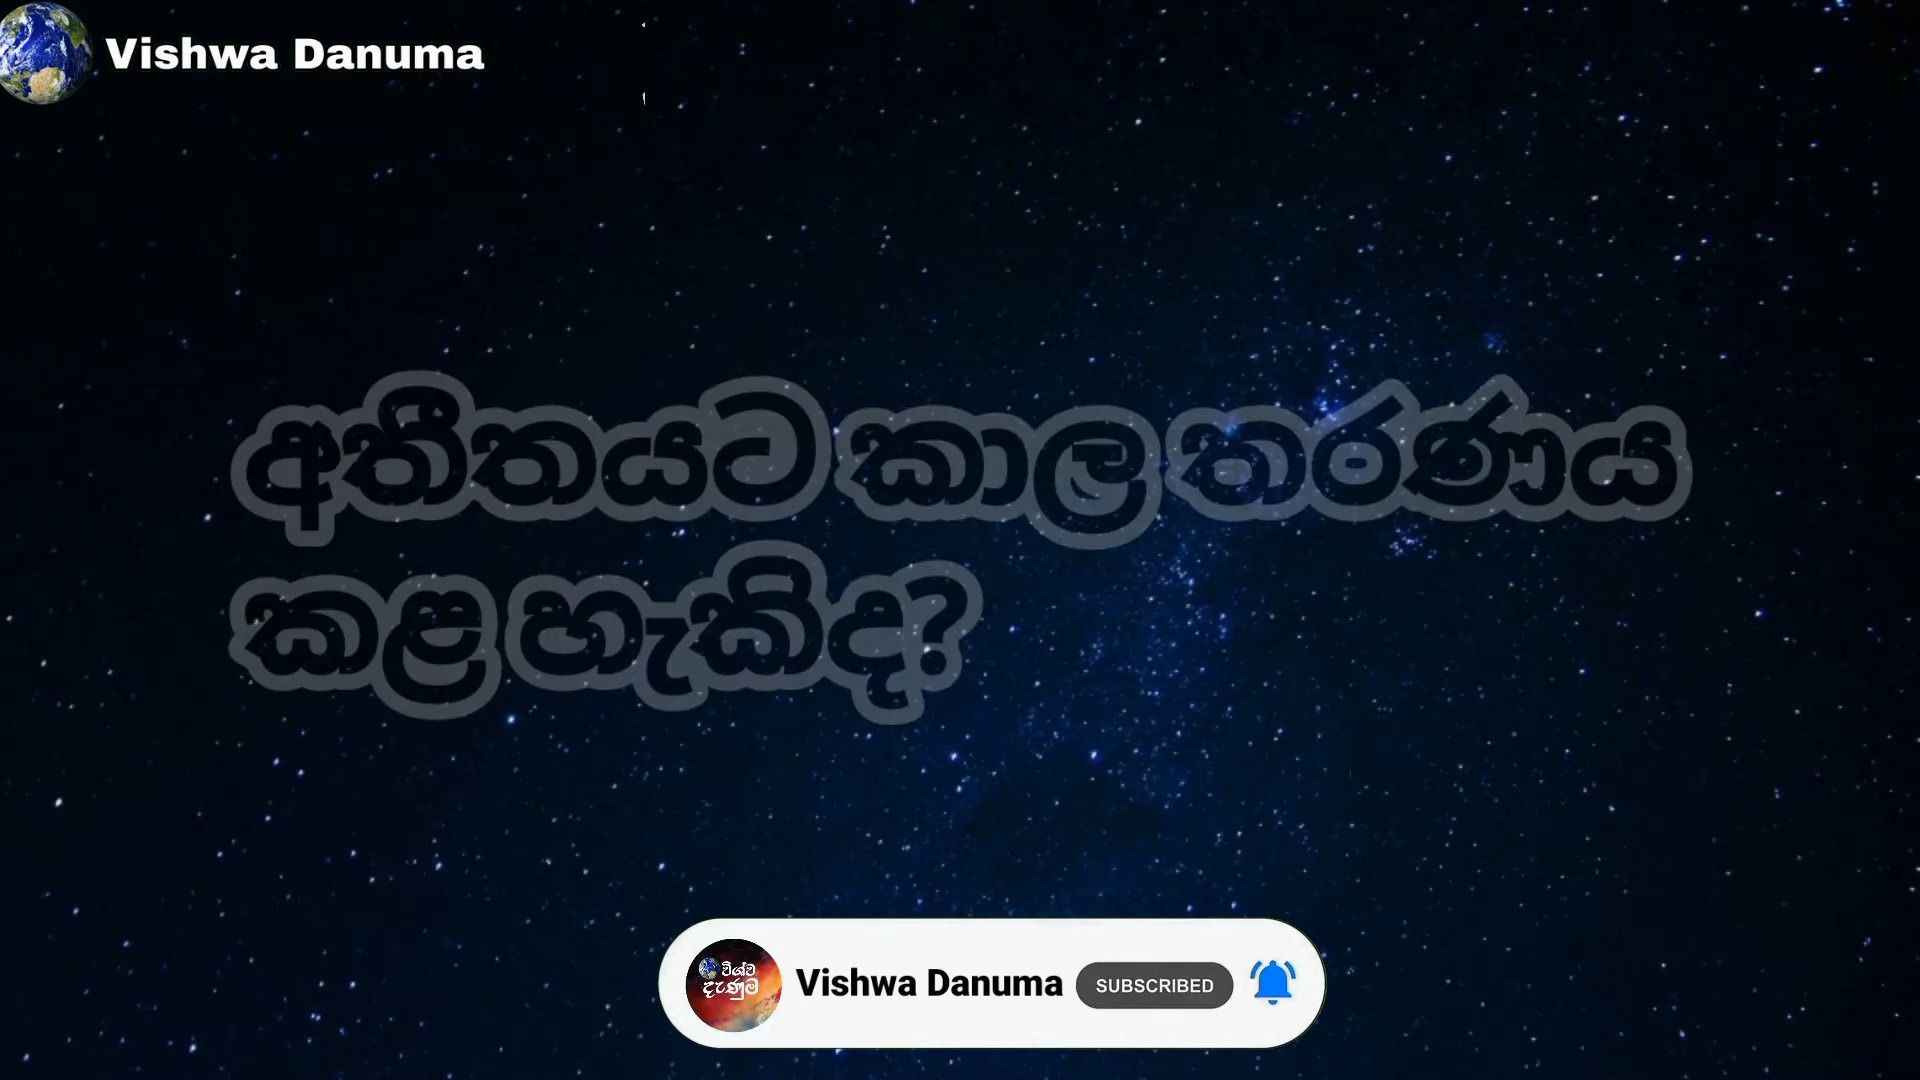 Vishwa Danuma
අතීතයට කාල තරණය
කළ හැකිද?
විශ්ව
දැණුම
Vishwa Danuma SUBSCRIBED